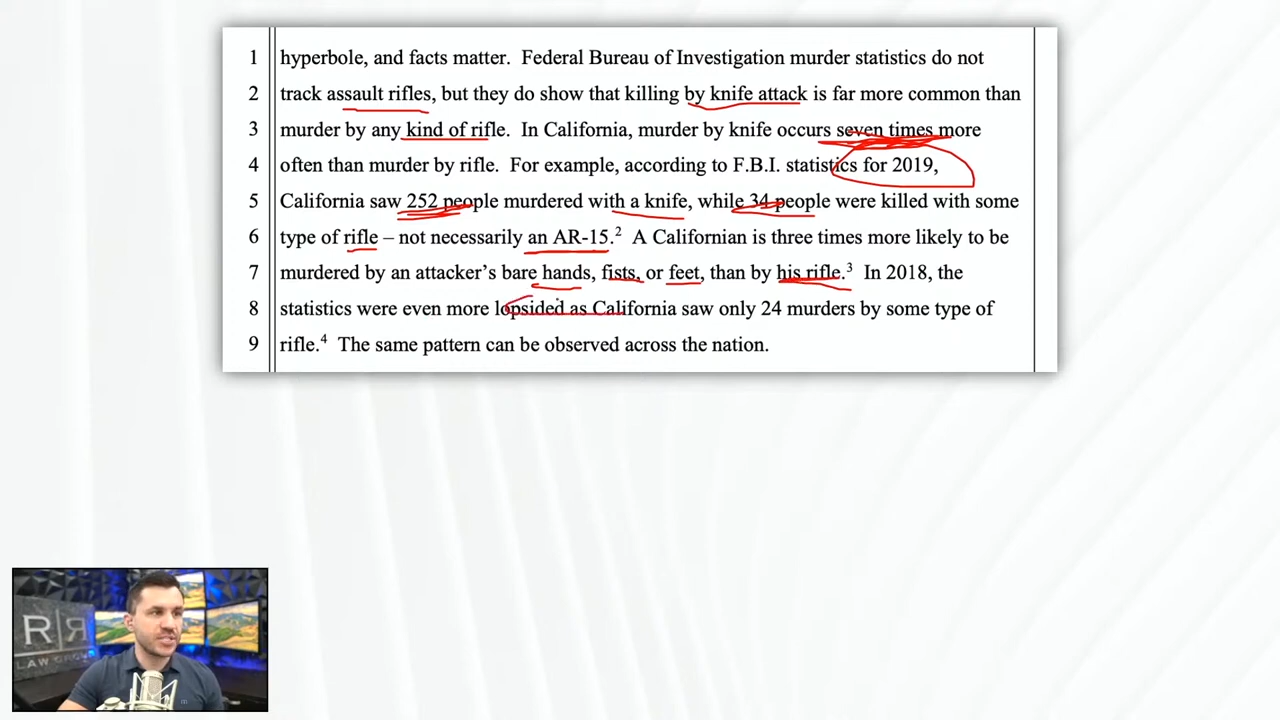 1 hyperbole, and facts matter. Federal Bureau of Investigation murder statistics do not
2 track assault rifles, but they do show that killing by knife attack is far more common than
3 murder by any kind of rifle. In California, murder by knife occurs seven times more
4 often than murder by rifle. For example, according to F.B.I. statistics for 2019,
5 California saw 252 people murdered with a knife, while 34 people were killed with some
6 type of rifle – not necessarily an AR-15.² A Californian is three times more likely to be
7 murdered by an attacker’s bare hands, fists, or feet, than by his rifle.³ In 2018, the
8 statistics were even more lopsided as California saw only 24 murders by some type of
9 rifle.⁴ The same pattern can be observed across the nation.
R|R
LAW GROUP